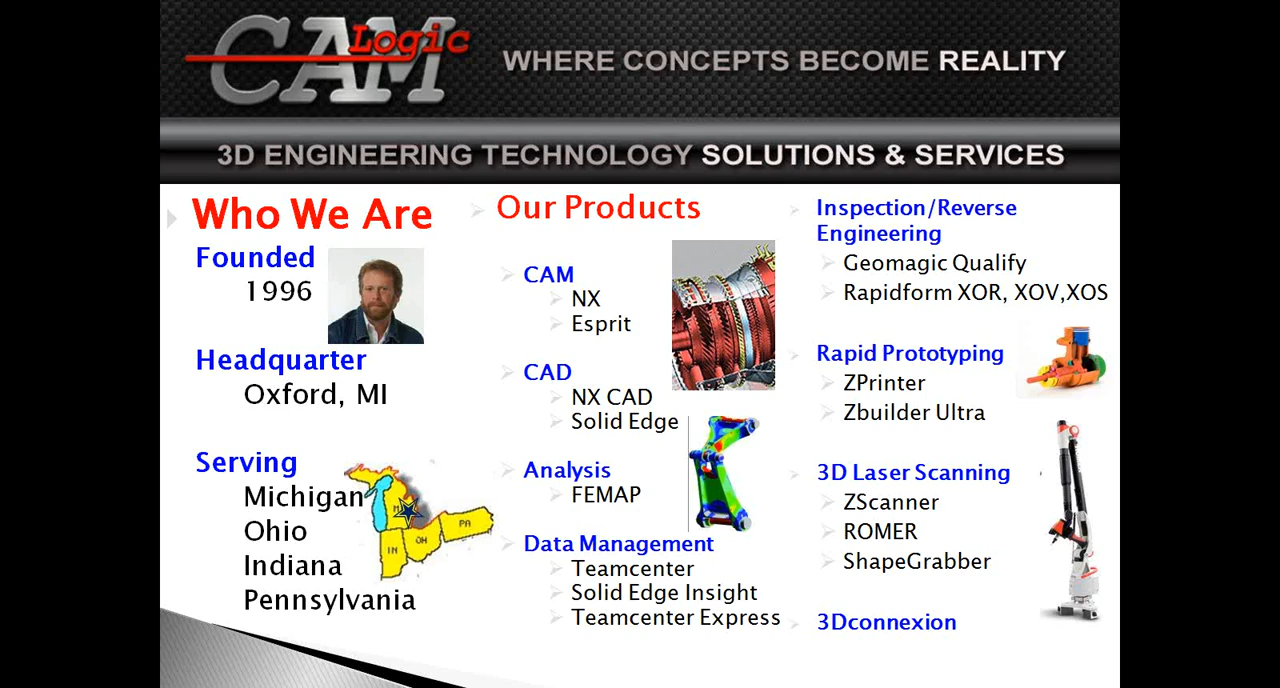 CAM Logic
WHERE CONCEPTS BECOME REALITY
3D ENGINEERING TECHNOLOGY SOLUTIONS & SERVICES
Who We Are
Founded
1996
Headquarter
Oxford, MI
Serving
Michigan
Ohio
Indiana
Pennsylvania
PA
OH
IN
Our Products
CAM
NX
Esprit
CAD
NX CAD
Solid Edge
Analysis
FEMAP
Data Management
Teamcenter
Solid Edge Insight
Teamcenter Express
Inspection/Reverse
Engineering
Geomagic Qualify
Rapidform XOR, XOV,XOS
Rapid Prototyping
ZPrinter
Zbuilder Ultra
3D Laser Scanning
ZScanner
ROMER
ShapeGrabber
3Dconnexion